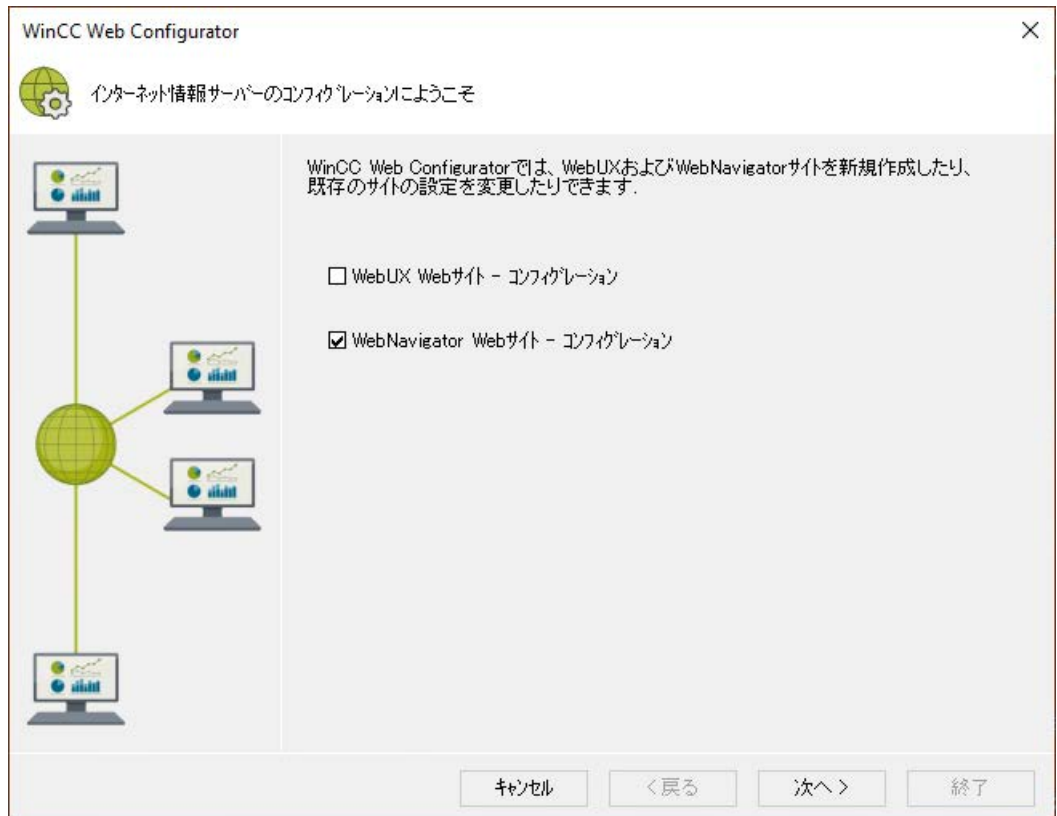 WinCC Web Configurator
インターネット情報サーバーのコンフィグレーションにようこそ
WinCC Web Configuratorでは、WebUXおよびWebNavigatorサイトを新規作成したり、
既存のサイトの設定を変更したりできます.
WebUX Webサイト - コンフィグレーション
WebNavigator Webサイト - コンフィグレーション
キャンセル
<戻る
次へ>
終了